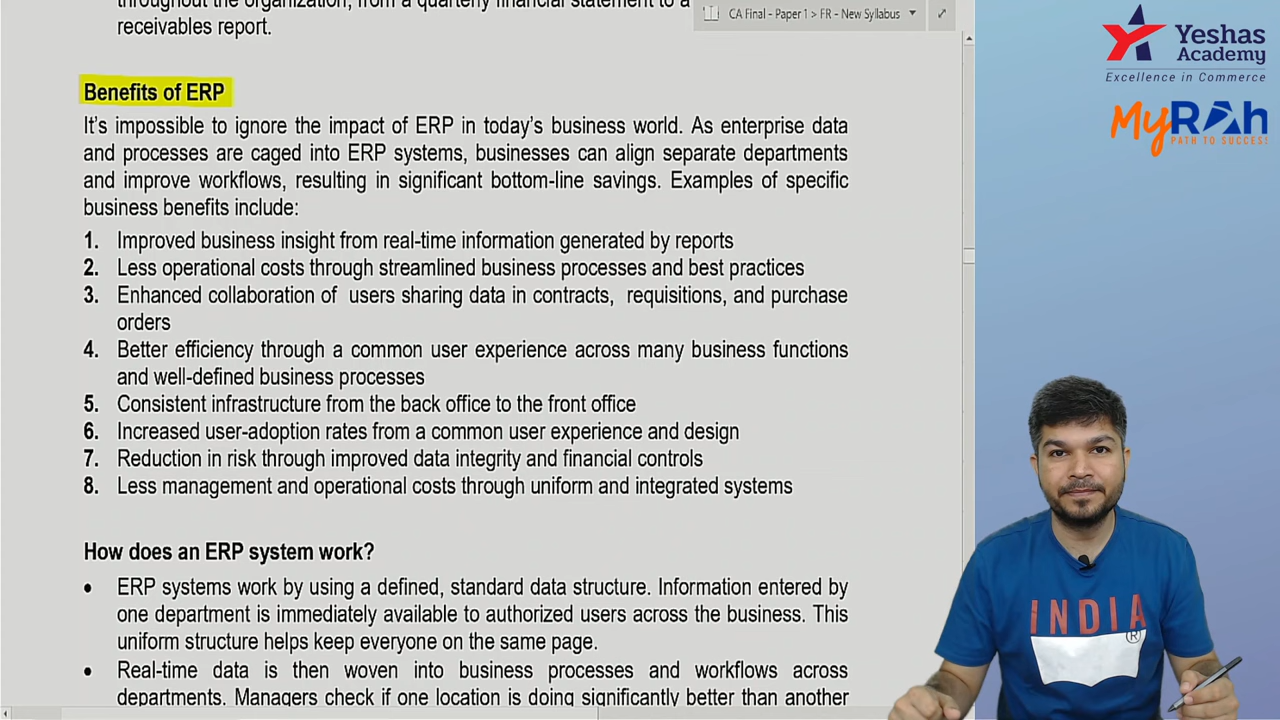 throughout the organization, from a quarterly financial statement to a
receivables report.
CA Final - Paper 1 > FR - New Syllabus
Benefits of ERP
It's impossible to ignore the impact of ERP in today's business world. As enterprise data
and processes are caged into ERP systems, businesses can align separate departments
and improve workflows, resulting in significant bottom-line savings. Examples of specific
business benefits include:
1. Improved business insight from real-time information generated by reports
2. Less operational costs through streamlined business processes and best practices
3. Enhanced collaboration of users sharing data in contracts, requisitions, and purchase
orders
4. Better efficiency through a common user experience across many business functions
and well-defined business processes
5. Consistent infrastructure from the back office to the front office
6. Increased user-adoption rates from a common user experience and design
7. Reduction in risk through improved data integrity and financial controls
8. Less management and operational costs through uniform and integrated systems
How does an ERP system work?
• ERP systems work by using a defined, standard data structure. Information entered by
one department is immediately available to authorized users across the business. This
uniform structure helps keep everyone on the same page.
• Real-time data is then woven into business processes and workflows across
departments. Managers check if one location is doing significantly better than another
Yeshas
Academy
Excellence in Commerce
MyRAh
PATH TO SUCCESS
INDIA
®